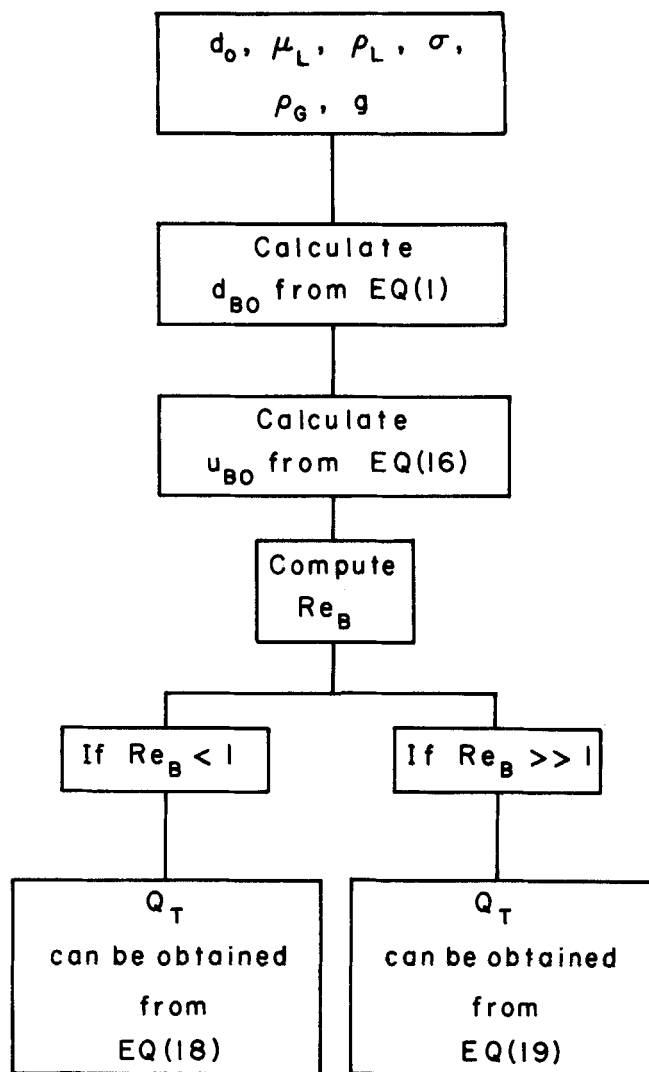 d₀, μ_L, ρ_L, σ,
ρ_G, g
Calculate
d_BO from EQ(1)
Calculate
u_BO from EQ(16)
Compute
Re_B
If Re_B < 1
If Re_B >> 1
Q_T
can be obtained
from
EQ(18)
Q_T
can be obtained
from
EQ(19)